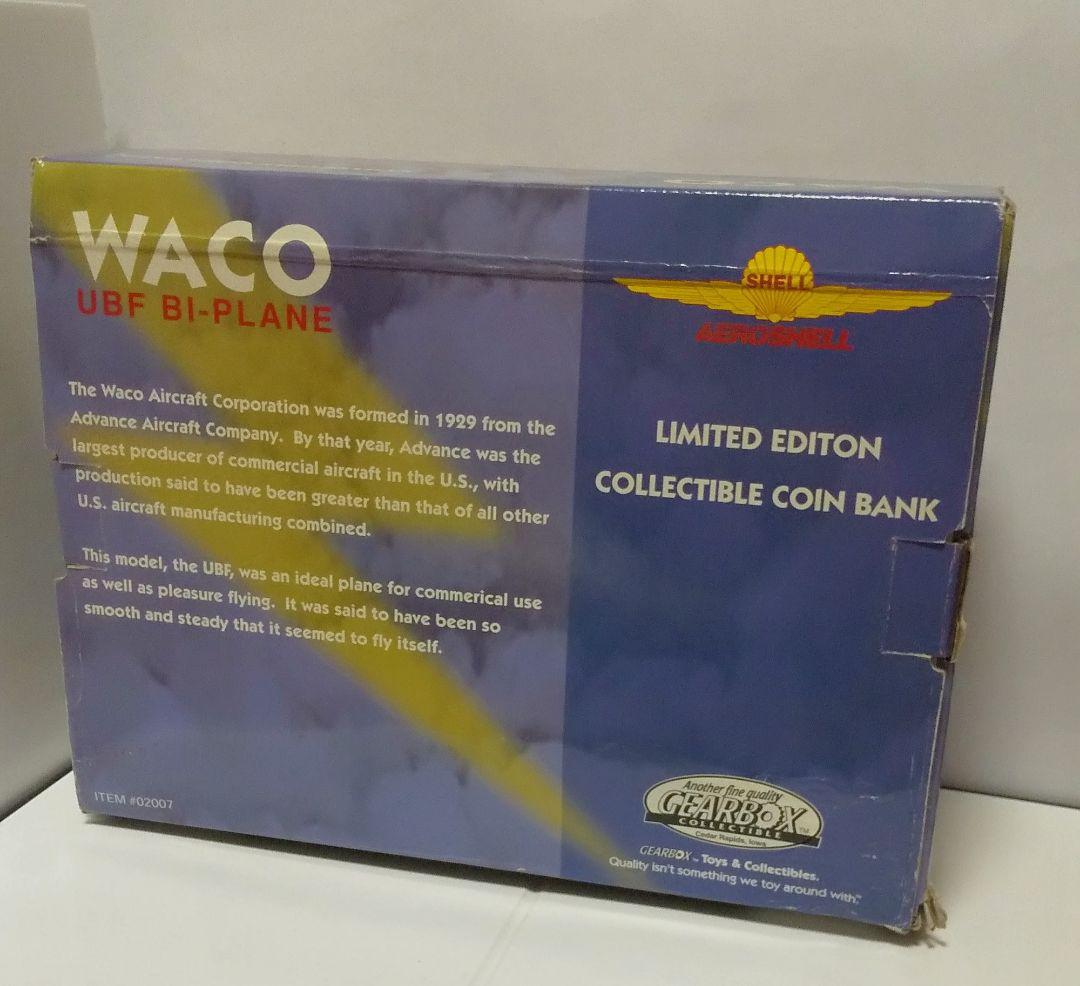 WACO
UBF BI-PLANE
The Waco Aircraft Corporation was formed in 1929 from the
Advance Aircraft Company. By that year, Advance was the
largest producer of commercial aircraft in the U.S., with
production said to have been greater than that of all other
U.S. aircraft manufacturing combined.
This model, the UBF, was an ideal plane for commerical use
as well as pleasure flying. It was said to have been so
smooth and steady that it seemed to fly itself.
ITEM #02007
SHELL
AEROSHELL
LIMITED EDITON
COLLECTIBLE COIN BANK
Another fine quality
GEARBOX™
COLLECTIBLE
Cedar Rapids, Iowa
GEARBOX™ Toys & Collectibles.
Quality isn't something we toy around with.™